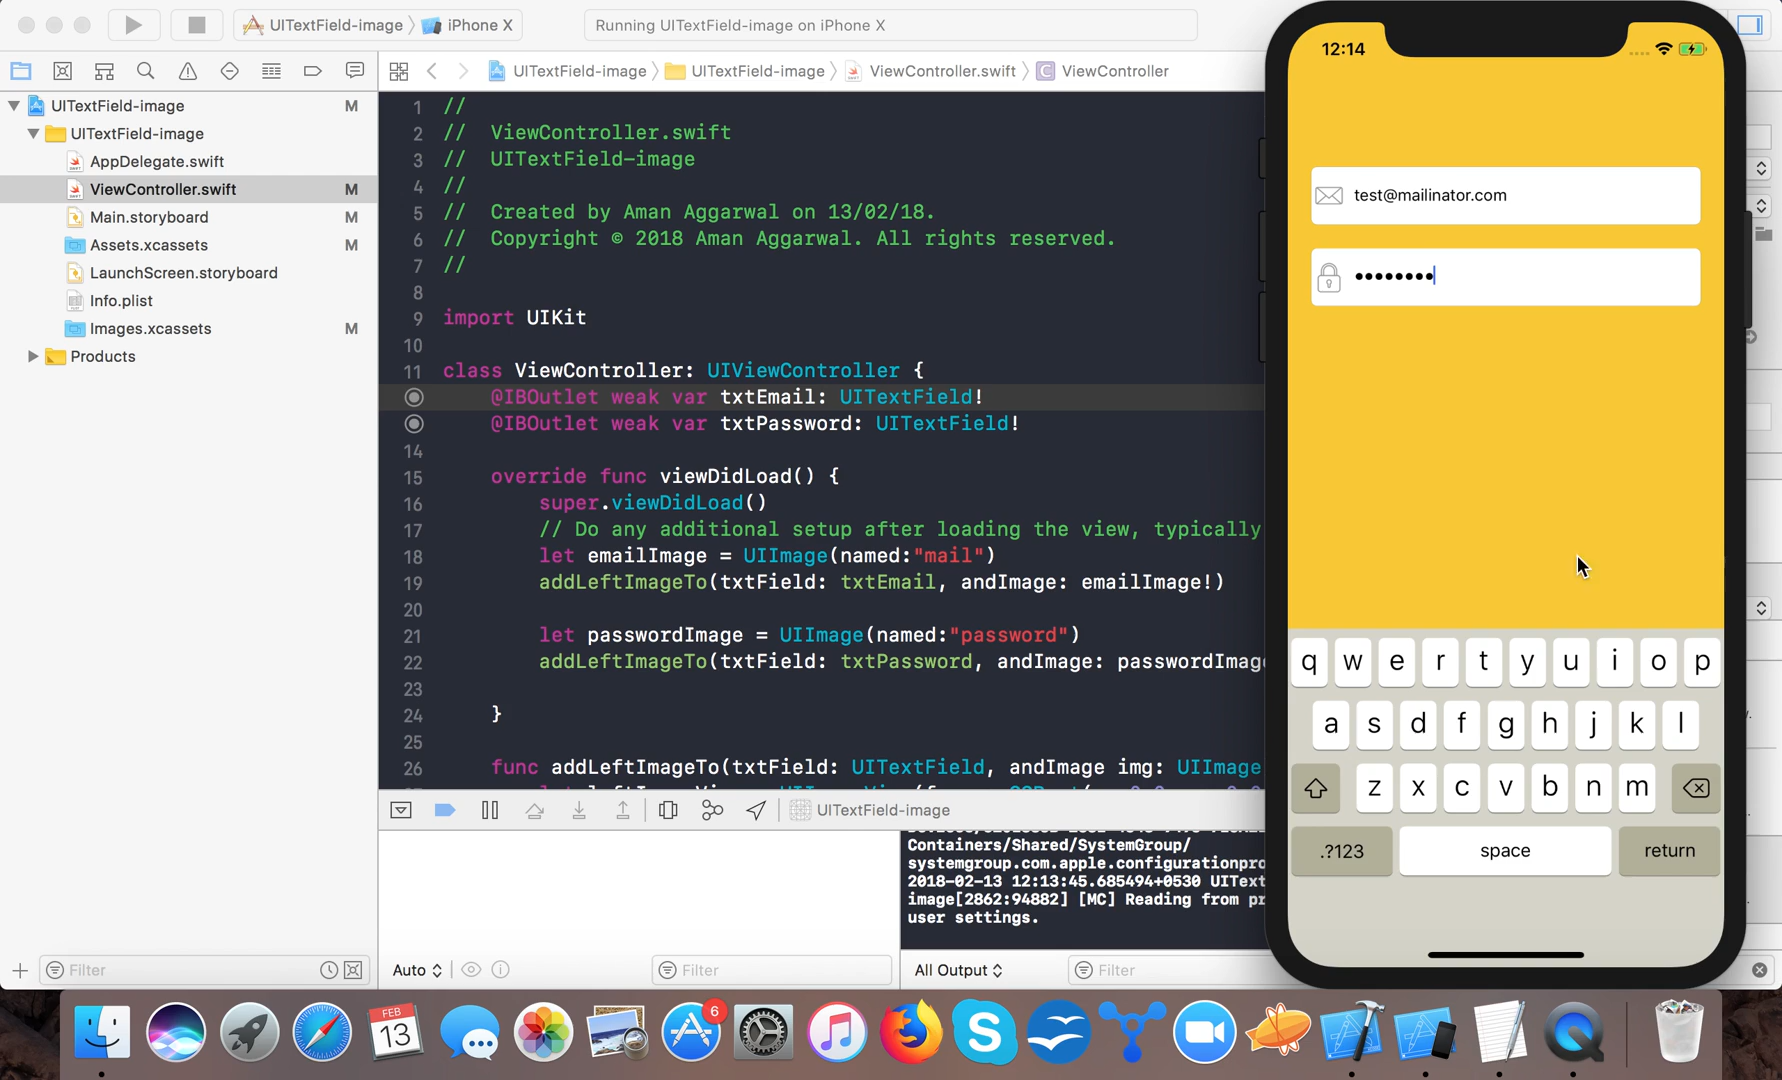 UITextField-image
iPhone X
Running UITextField-image on iPhone X
UITextField-image
UITextField-image
ViewController.swift
C ViewController
UITextField-image M
UITextField-image
AppDelegate.swift
ViewController.swift M
Main.storyboard M
Assets.xcassets M
LaunchScreen.storyboard
Info.plist
Images.xcassets M
Products
1 //
2 // ViewController.swift
3 // UITextField-image
4 //
5 // Created by Aman Aggarwal on 13/02/18.
6 // Copyright © 2018 Aman Aggarwal. All rights reserved.
7 //
8
9 import UIKit
10
11 class ViewController: UIViewController {
@IBOutlet weak var txtEmail: UITextField!
@IBOutlet weak var txtPassword: UITextField!
14
15 override func viewDidLoad() {
16 super.viewDidLoad()
17 // Do any additional setup after loading the view, typically
18 let emailImage = UIImage(named:"mail")
19 addLeftImageTo(txtField: txtEmail, andImage: emailImage!)
20
21 let passwordImage = UIImage(named:"password")
22 addLeftImageTo(txtField: txtPassword, andImage: passwordImag
23
24 }
25
26 func addLeftImageTo(txtField: UITextField, andImage img: UIImage
UITextField-image
Containers/Shared/SystemGroup/
systemgroup.com.apple.configurationpro
2018-02-13 12:13:45.685494+0530 UIText
image[2862:94882] [MC] Reading from pr
user settings.
Filter
Auto
Filter
All Output
Filter
12:14
test@mailinator.com
••••••••
q w e r t y u i o p
a s d f g h j k l
z x c v b n m
.?123 space return
FEB
13
6